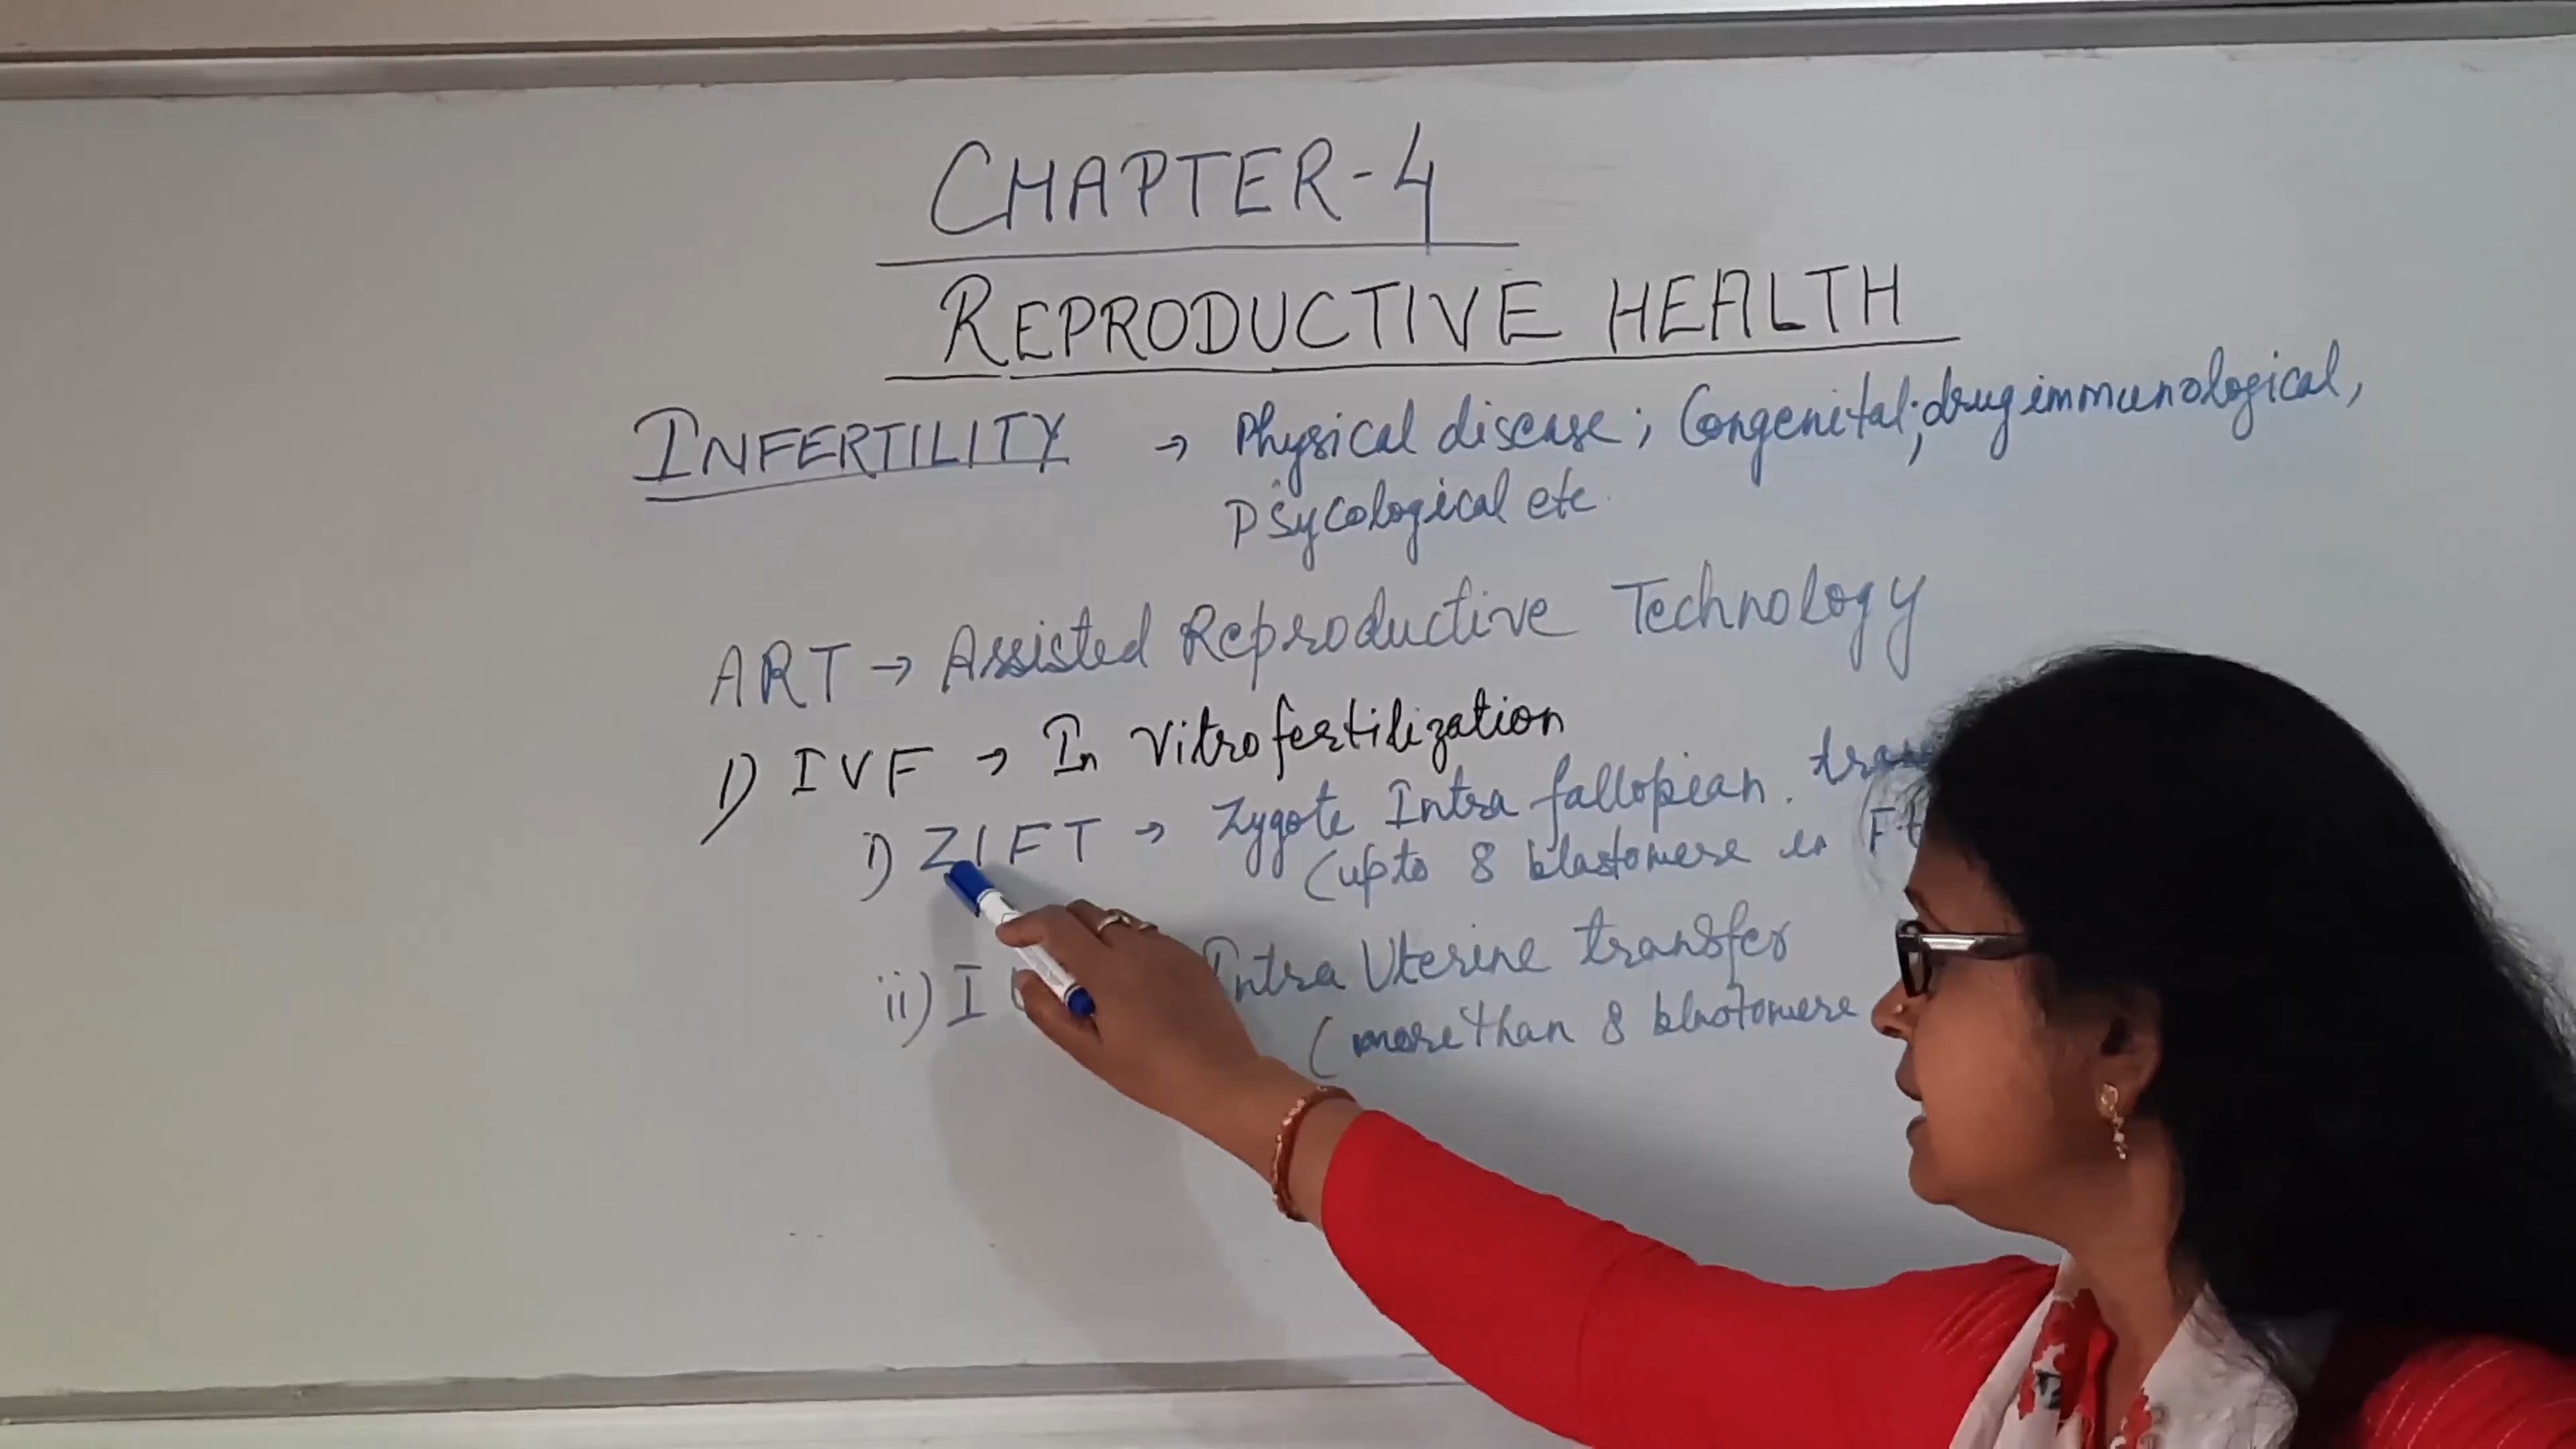 CHAPTER-4
REPRODUCTIVE HEALTH
INFERTILITY → Physical disease; Congenital; drug immunological,
Psycological etc.
ART → Assisted Reproductive Technology
1) IVF → In Vitro fertilization
i) ZIFT → Zygote Intra fallopian
(upto 8 blastomere in
ii) I Intra Uterine transfer
(more than 8 blastomere